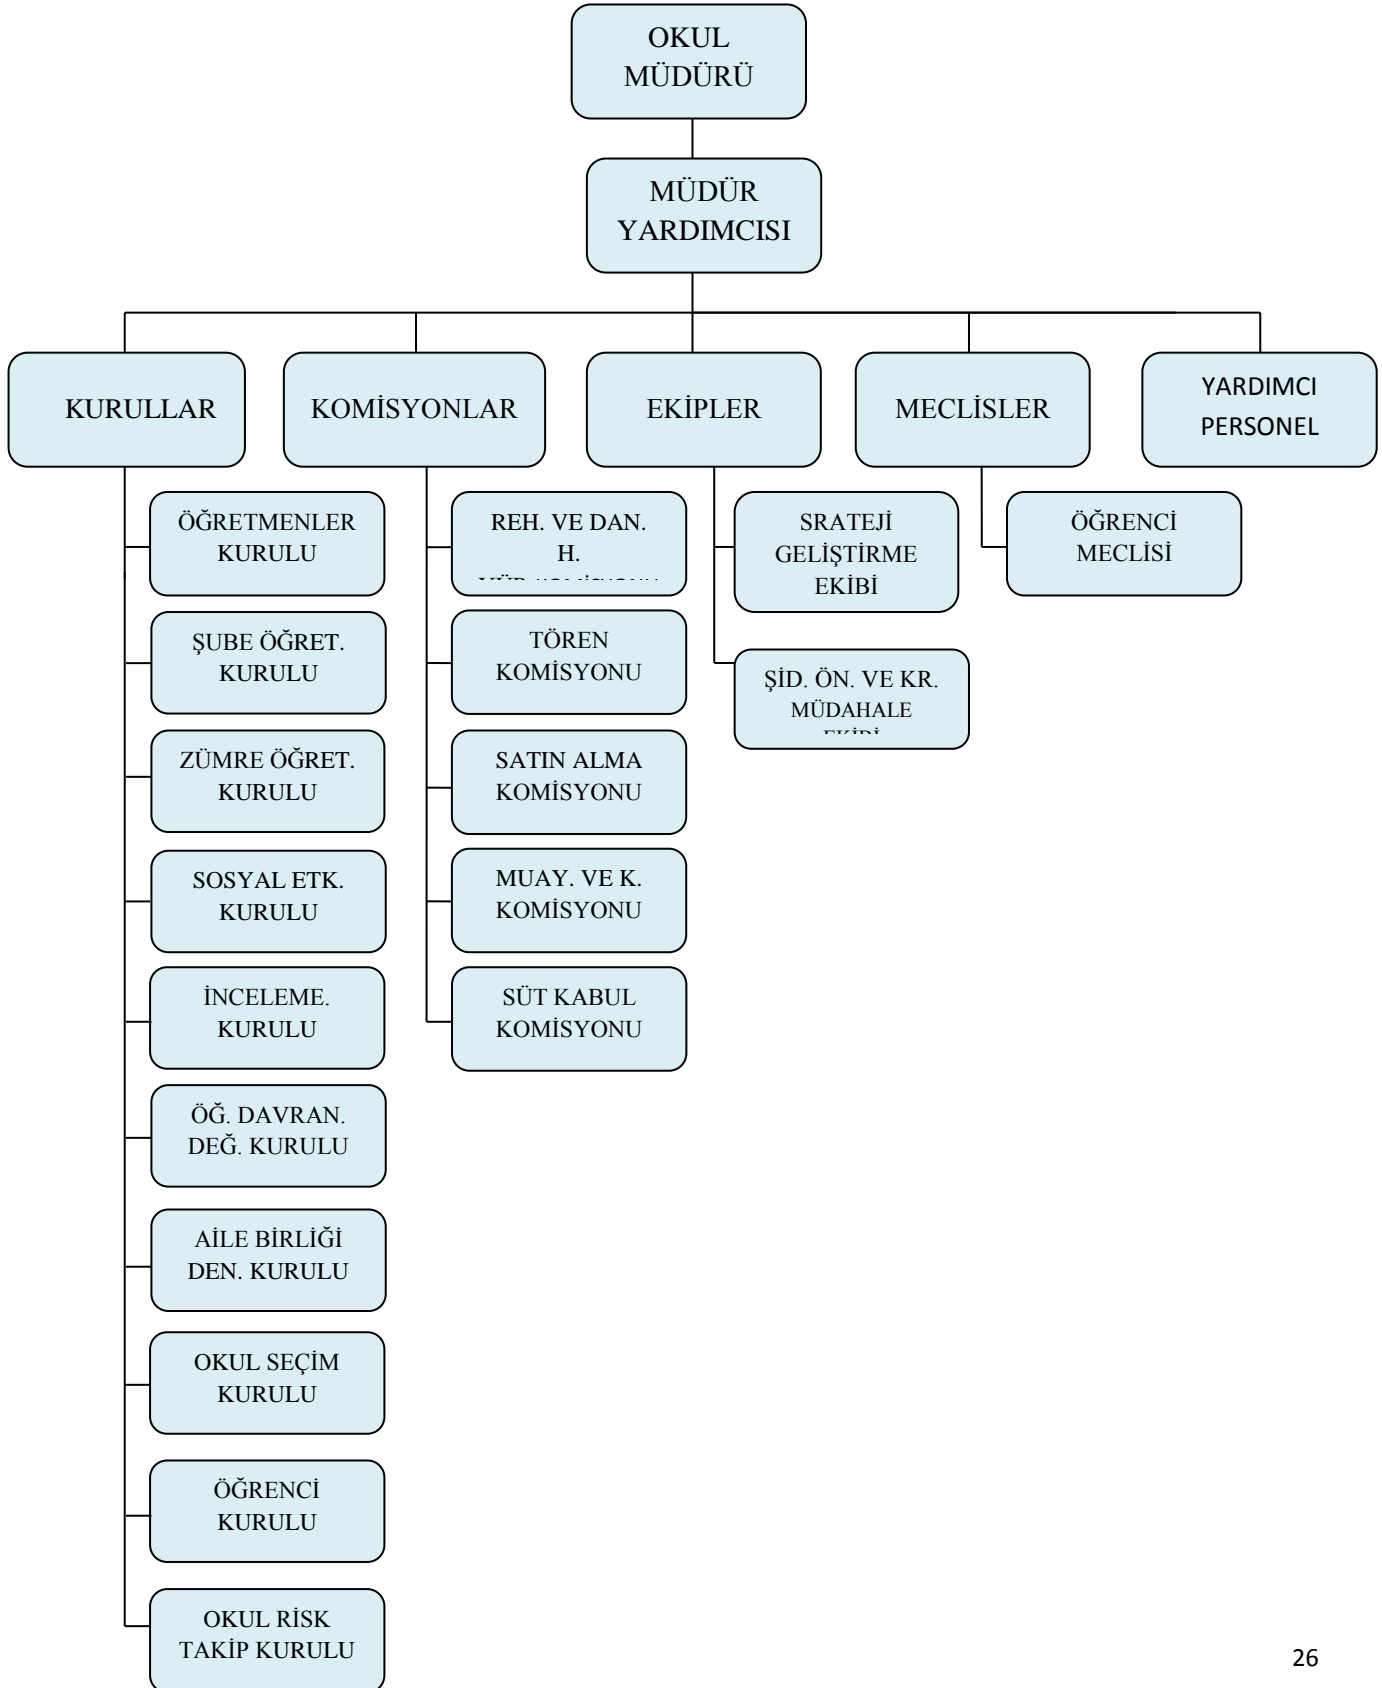 OKUL
MÜDÜRÜ
MÜDÜR
YARDIMCISI
KURULLAR
KOMİSYONLAR
EKİPLER
MECLİSLER
YARDIMCI
PERSONEL
ÖĞRETMENLER
KURULU
ŞUBE ÖĞRET.
KURULU
ZÜMRE ÖĞRET.
KURULU
SOSYAL ETK.
KURULU
İNCELEME.
KURULU
ÖĞ. DAVRAN.
DEĞ. KURULU
AİLE BİRLİĞİ
DEN. KURULU
OKUL SEÇİM
KURULU
ÖĞRENCİ
KURULU
OKUL RİSK
TAKİP KURULU
REH. VE DAN.
H.
TÖREN
KOMİSYONU
SATIN ALMA
KOMİSYONU
MUAY. VE K.
KOMİSYONU
SÜT KABUL
KOMİSYONU
SRATEJİ
GELİŞTİRME
EKİBİ
ŞİD. ÖN. VE KR.
MÜDAHALE
ÖĞRENCİ
MECLİSİ
26